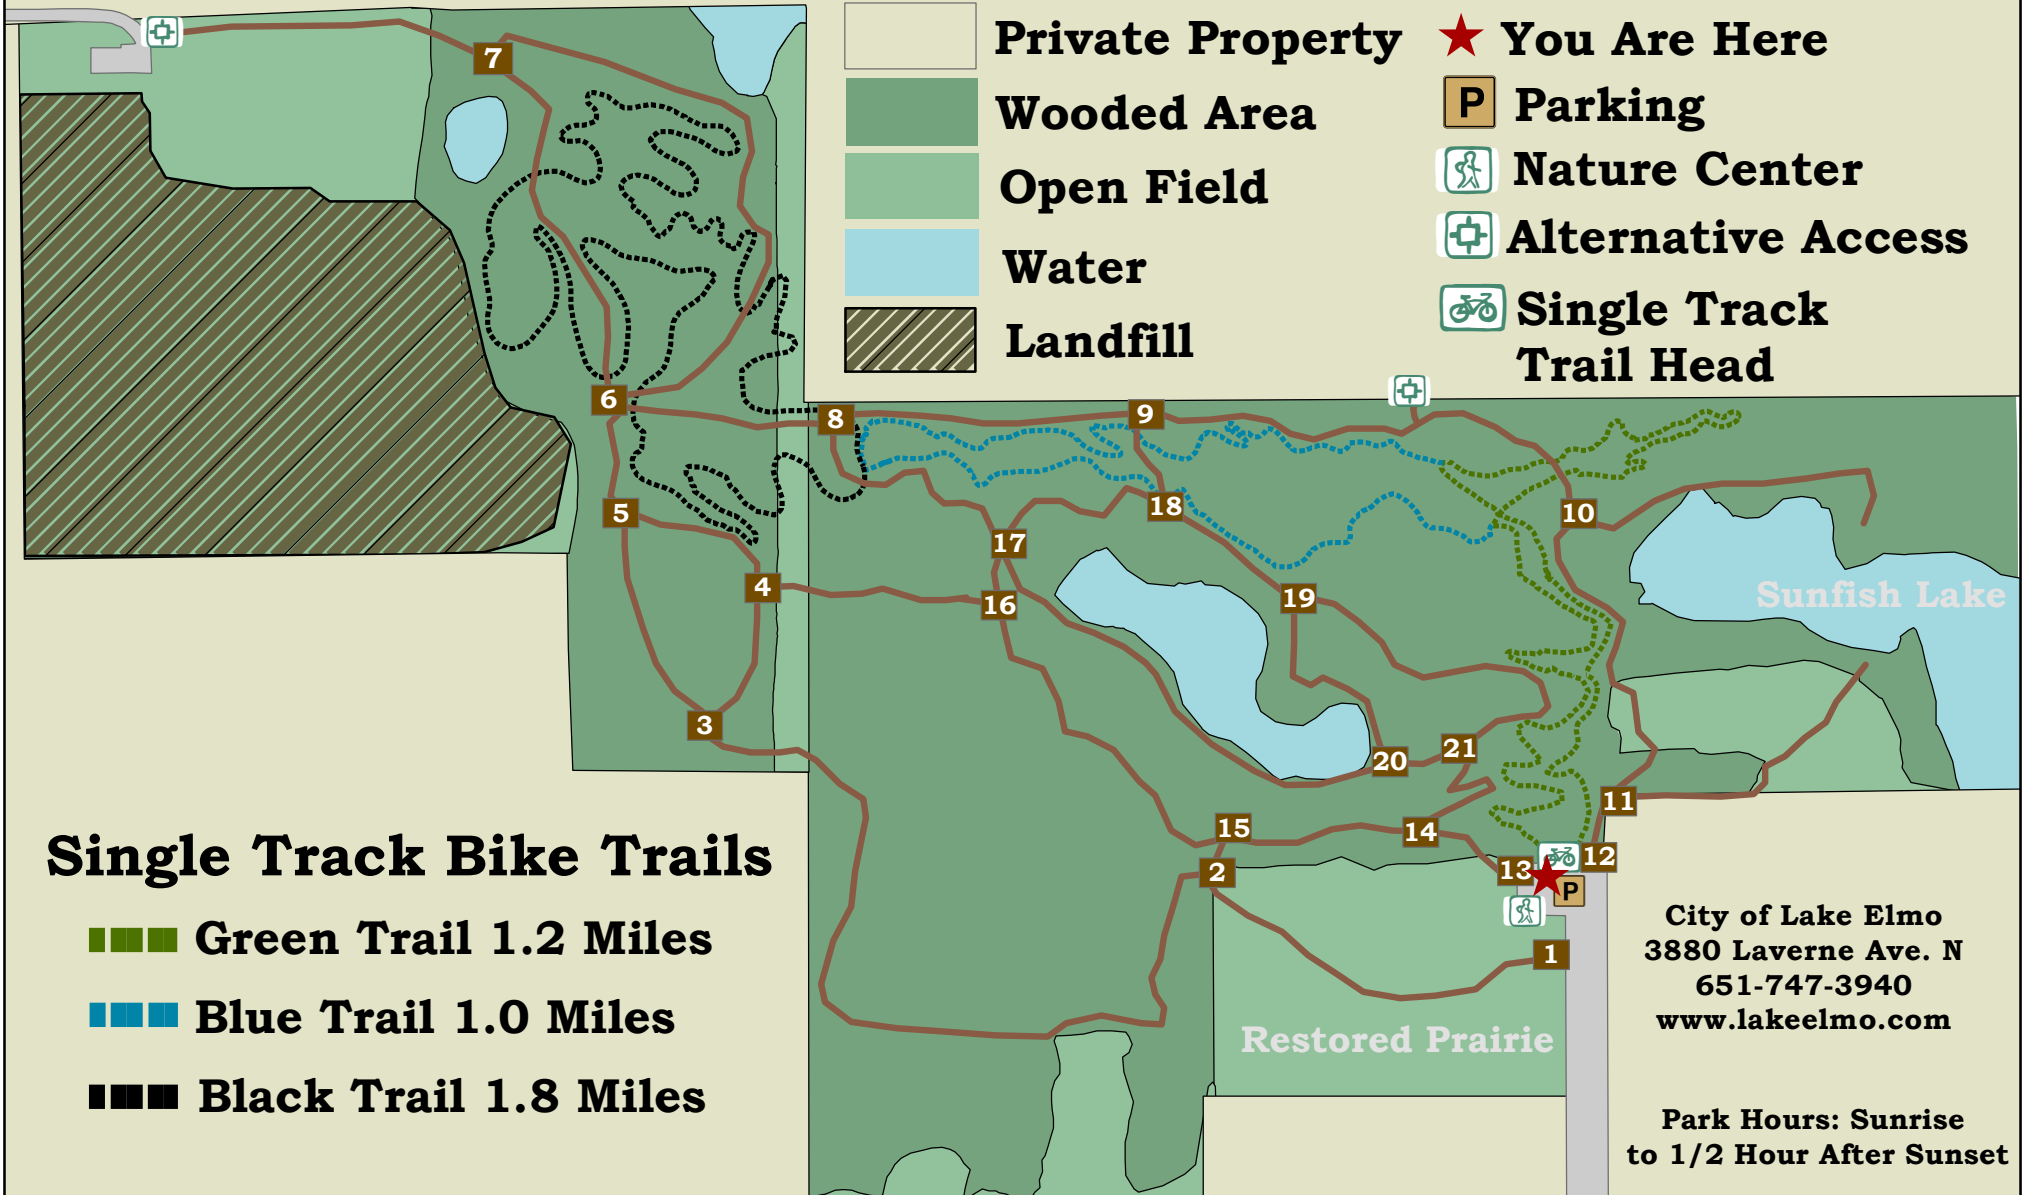 Private Property
Wooded Area
Open Field
Water
Landfill
You Are Here
P
Parking
Nature Center
Alternative Access
Single Track
Trail Head
7
6
8
9
5
18
10
17
4
16
19
Sunfish Lake
3
20
21
11
15
14
2
13
12
P
1
Restored Prairie
Single Track Bike Trails
Green Trail 1.2 Miles
Blue Trail 1.0 Miles
Black Trail 1.8 Miles
City of Lake Elmo
3880 Laverne Ave. N
651-747-3940
www.lakeelmo.com
Park Hours: Sunrise
to 1/2 Hour After Sunset